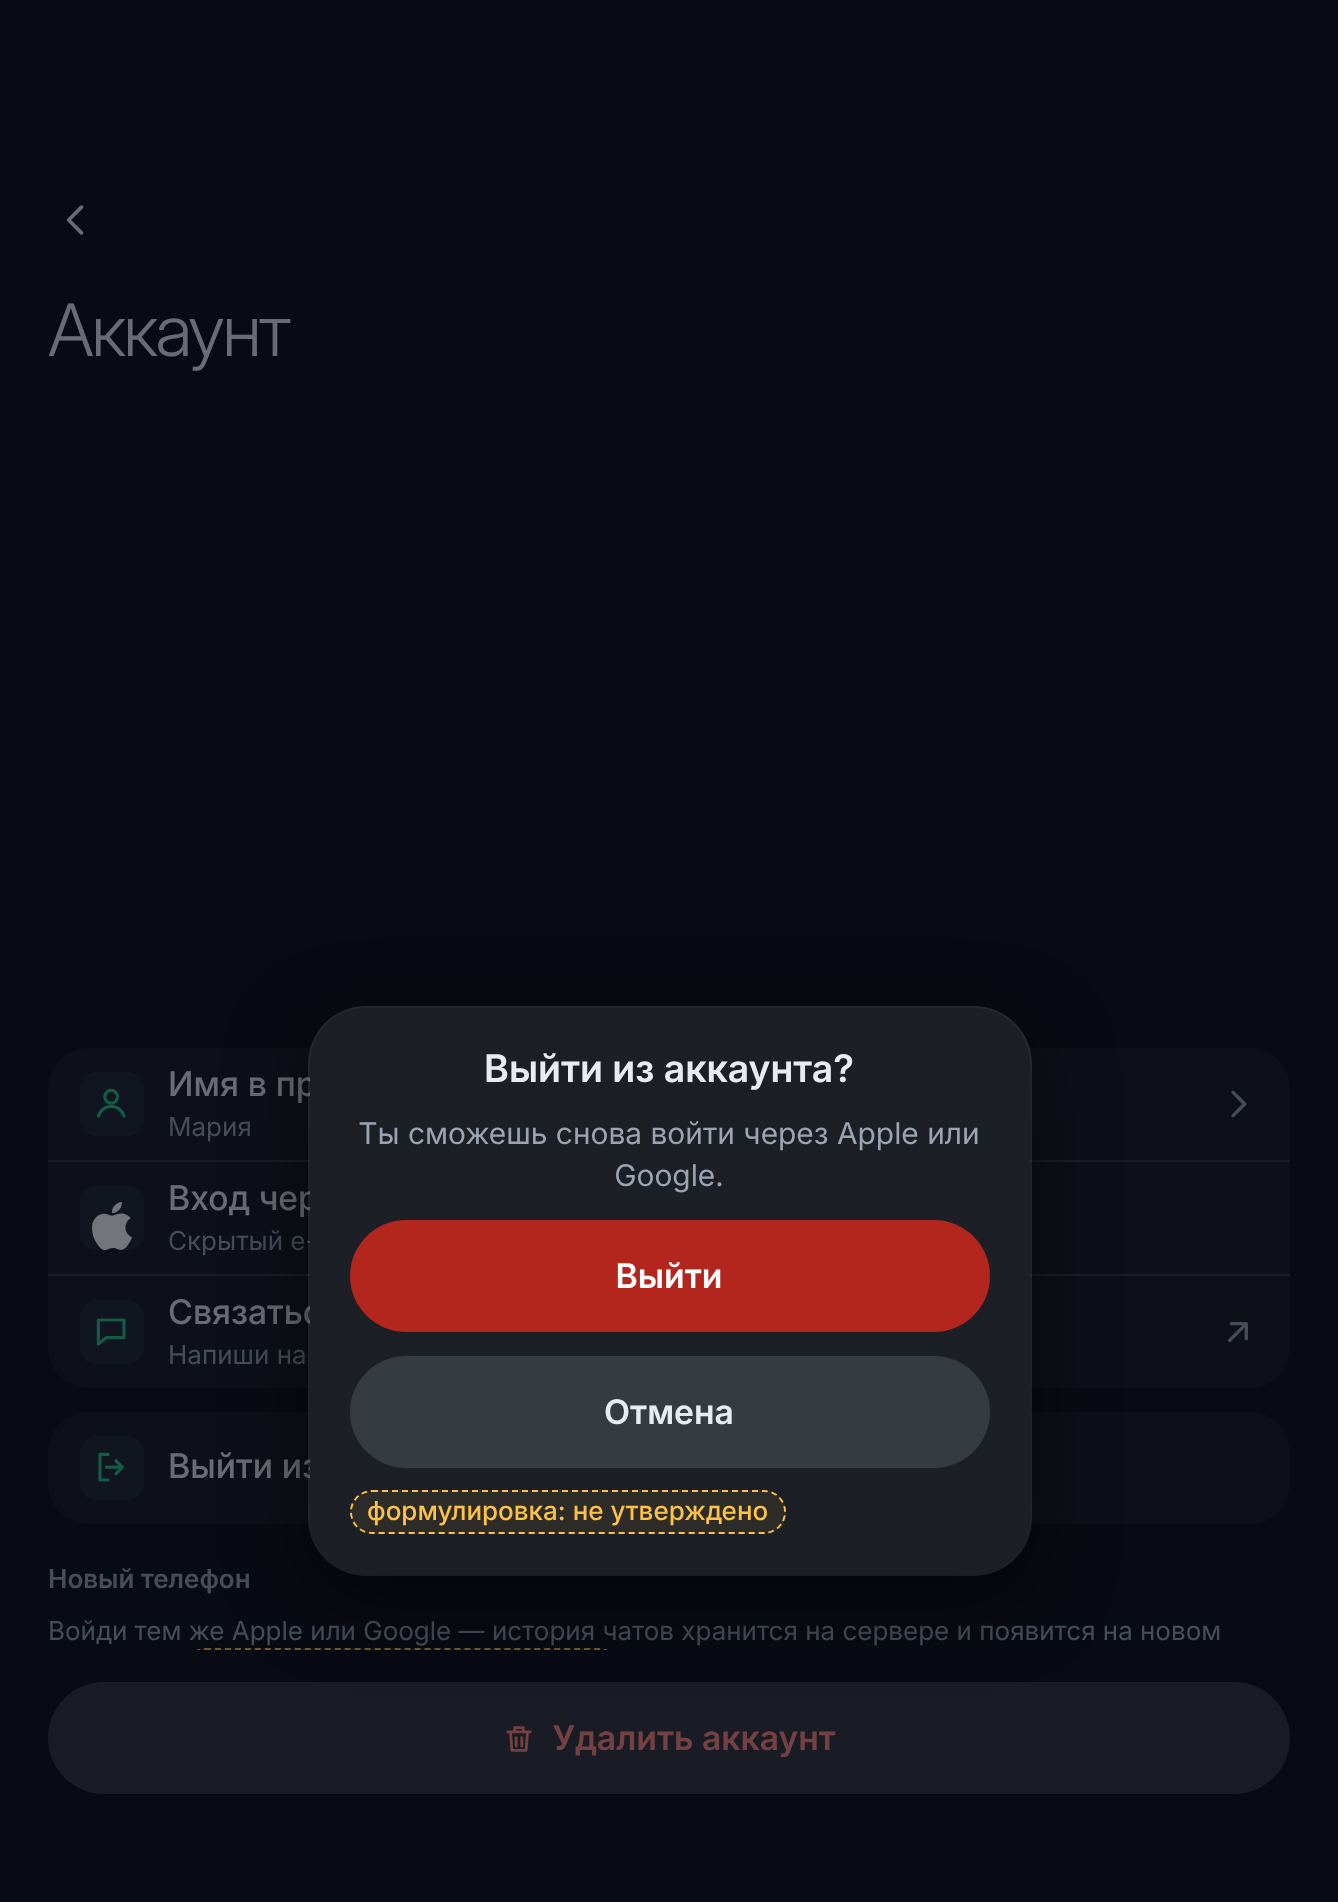 Аккаунт
Выйти из аккаунта?
Ты сможешь снова войти через Apple или
Google.
Выйти
Отмена
формулировка: не утверждено
Имя в пр
Мария
Вход чер
Скрытый e-
Связатьс
Напиши на
Выйти из
Новый телефон
Войди тем же Apple или Google — история чатов хранится на сервере и появится на новом
Удалить аккаунт